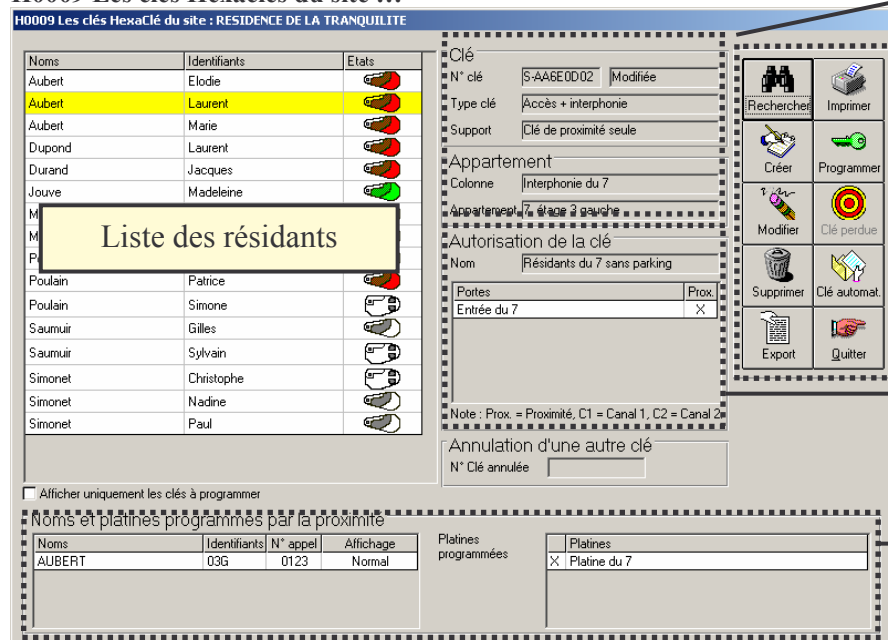 H0009 Les clés HexaClé du site : RESIDENCE DE LA TRANQUILITE
Noms Identifiants Etats
Aubert Elodie
Aubert Laurent
Aubert Marie
Dupond Laurent
Durand Jacques
Jouve Madeleine
M
M
P
Liste des résidants
Poulain Patrice
Poulain Simone
Saumuir Gilles
Saumuir Sylvain
Simonet Christophe
Simonet Nadine
Simonet Paul
Afficher uniquement les clés à programmer
Clé
N° clé S-AA6E0D02 Modifiée
Type clé Accès + interphonie
Support Clé de proximité seule
Appartement
Colonne Interphonie du 7
Appartement 7, étage 3 gauche
Autorisation de la clé
Nom Résidants du 7 sans parking
Portes Prox.
Entrée du 7 X
Note : Prox. = Proximité, C1 = Canal 1, C2 = Canal 2
Annulation d'une autre clé
N° Clé annulée
Rechercher Imprimer
Créer Programmer
Modifier Clé perdue
Supprimer Clé automat.
Export Quitter
Noms et platines programmés par la proximité
Noms Identifiants N° appel Affichage
AUBERT 03G 0123 Normal
Platines
programmées
Platines
X Platine du 7